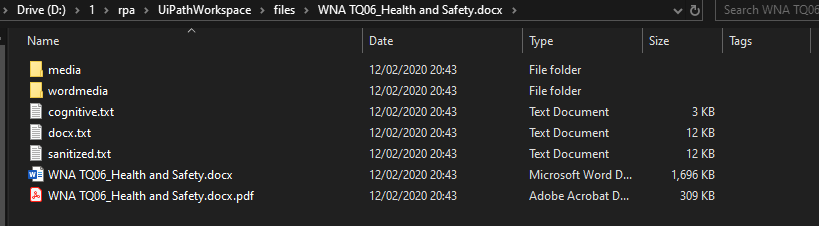 Drive (D:) > 1 > rpa > UiPathWorkspace > files > WNA TQ06_Health and Safety.docx > Search WNA TQ06
Name Date Type Size Tags
media 12/02/2020 20:43 File folder
wordmedia 12/02/2020 20:43 File folder
cognitive.txt 12/02/2020 20:43 Text Document 3 KB
docx.txt 12/02/2020 20:43 Text Document 12 KB
sanitized.txt 12/02/2020 20:43 Text Document 12 KB
WNA TQ06_Health and Safety.docx 12/02/2020 20:43 Microsoft Word D... 1,696 KB
WNA TQ06_Health and Safety.docx.pdf 12/02/2020 20:43 Adobe Acrobat D... 309 KB